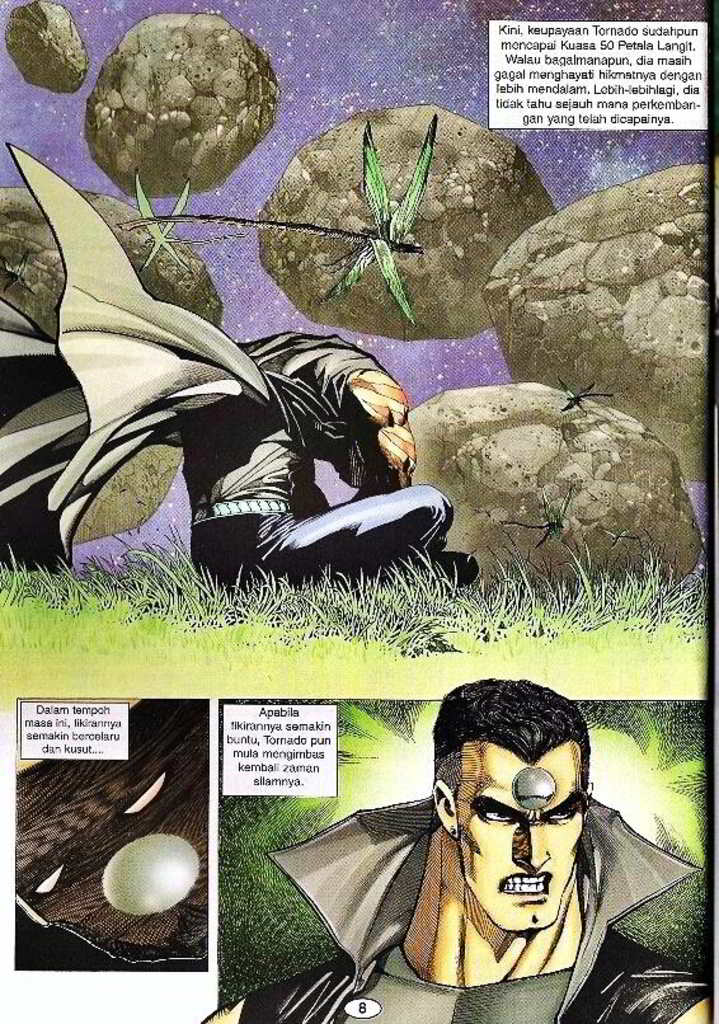 Kini, keupayaan Tornado sudahpun
mencapai Kuasa 50 Petala Langit.
Walau bagaimanapun, dia masih
gagal menghayati hikmatnya dengan
lebih mendalam. Lebih-lebihlagi, dia
tidak tahu sejauh mana perkemban-
gan yang telah dicapainya.
Dalam tempoh
masa ini, fikirannya
semakin bercelaru
dan kusut....
Apabila
fikirannya semakin
buntu, Tornado pun
mula mengimbas
kembali zaman
silamnya.
8